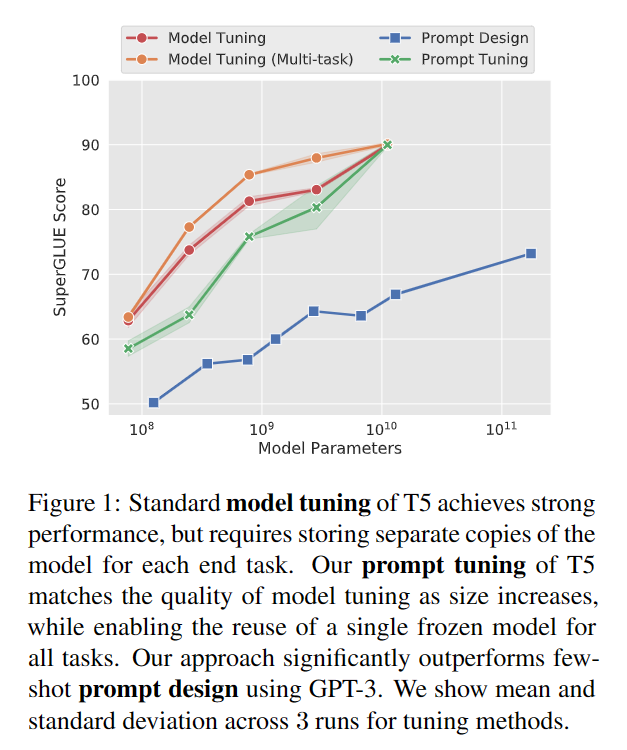 Model Tuning
Model Tuning (Multi-task)
Prompt Design
Prompt Tuning
100
90
80
70
60
50
SuperGLUE Score
10⁸
10⁹
10¹⁰
10¹¹
Model Parameters
Figure 1: Standard model tuning of T5 achieves strong
performance, but requires storing separate copies of the
model for each end task. Our prompt tuning of T5
matches the quality of model tuning as size increases,
while enabling the reuse of a single frozen model for
all tasks. Our approach significantly outperforms few-
shot prompt design using GPT-3. We show mean and
standard deviation across 3 runs for tuning methods.